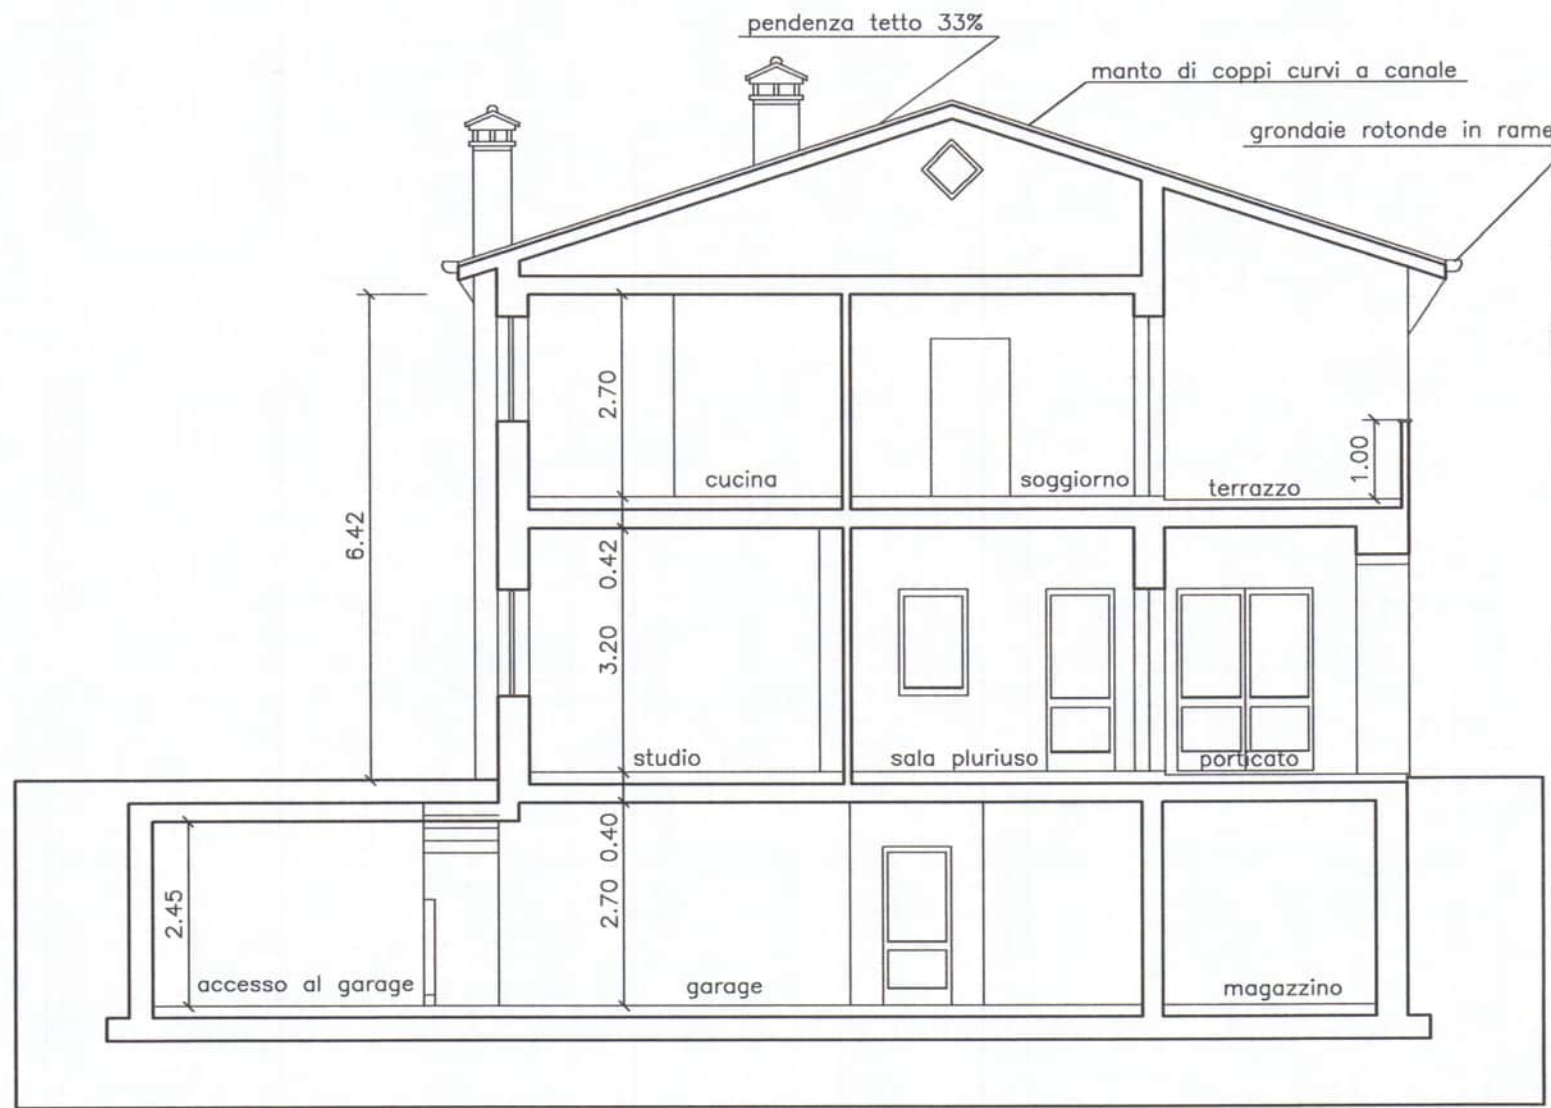 pendenza tetto 33%
manto di coppi curvi a canale
grondaie rotonde in rame
2.70
cucina
soggiorno
terrazzo
1.00
6.42
0.42
3.20
studio
sala pluriuso
porticato
0.40
2.70
2.45
accesso al garage
garage
magazzino